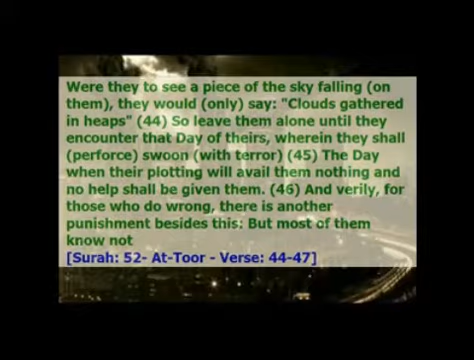 Were they to see a piece of the sky falling (on
them), they would (only) say: "Clouds gathered
in heaps" (44) So leave them alone until they
encounter that Day of theirs, wherein they shall
(perforce) swoon (with terror) (45) The Day
when their plotting will avail them nothing and
no help shall be given them. (46) And verily, for
those who do wrong, there is another
punishment besides this: But most of them
know not
[Surah: 52- At-Toor - Verse: 44-47]